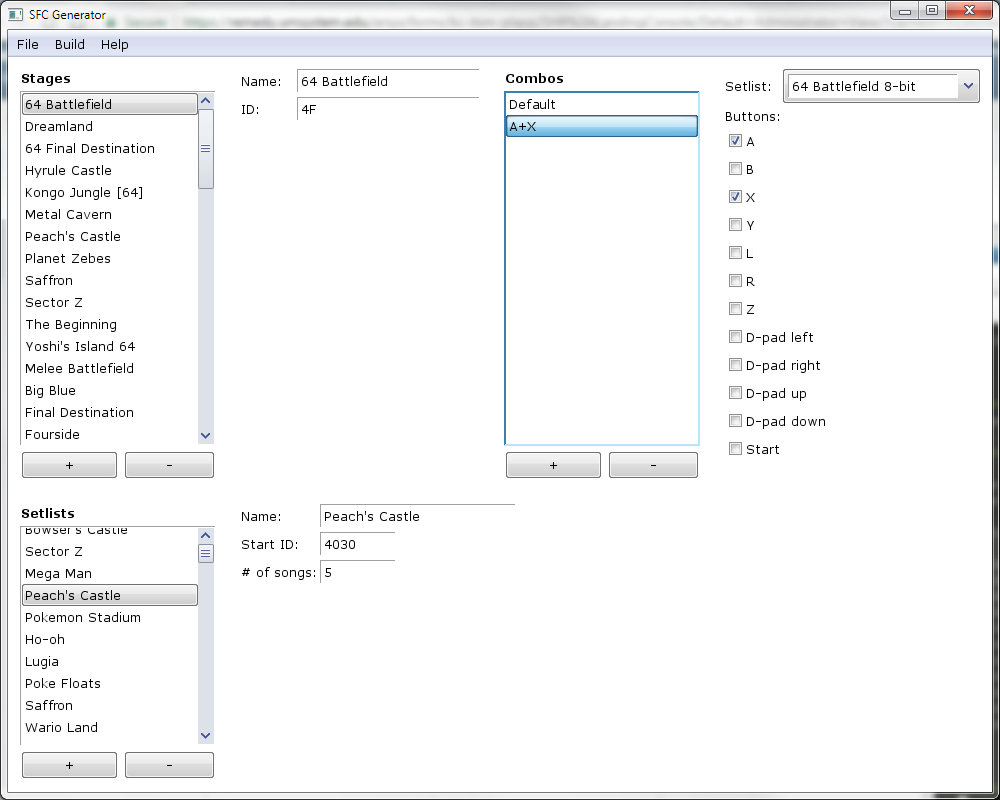 SFC Generator
File Build Help
Stages
64 Battlefield
Dreamland
64 Final Destination
Hyrule Castle
Kongo Jungle [64]
Metal Cavern
Peach's Castle
Planet Zebes
Saffron
Sector Z
The Beginning
Yoshi's Island 64
Melee Battlefield
Big Blue
Final Destination
Fourside
+ -
Name: 64 Battlefield
ID: 4F
Combos
Default
A+X
+ -
Setlist: 64 Battlefield 8-bit
Buttons:
A
B
X
Y
L
R
Z
D-pad left
D-pad right
D-pad up
D-pad down
Start
Setlists
Bowser's Castle
Sector Z
Mega Man
Peach's Castle
Pokemon Stadium
Ho-oh
Lugia
Poke Floats
Saffron
Wario Land
+ -
Name: Peach's Castle
Start ID: 4030
# of songs: 5